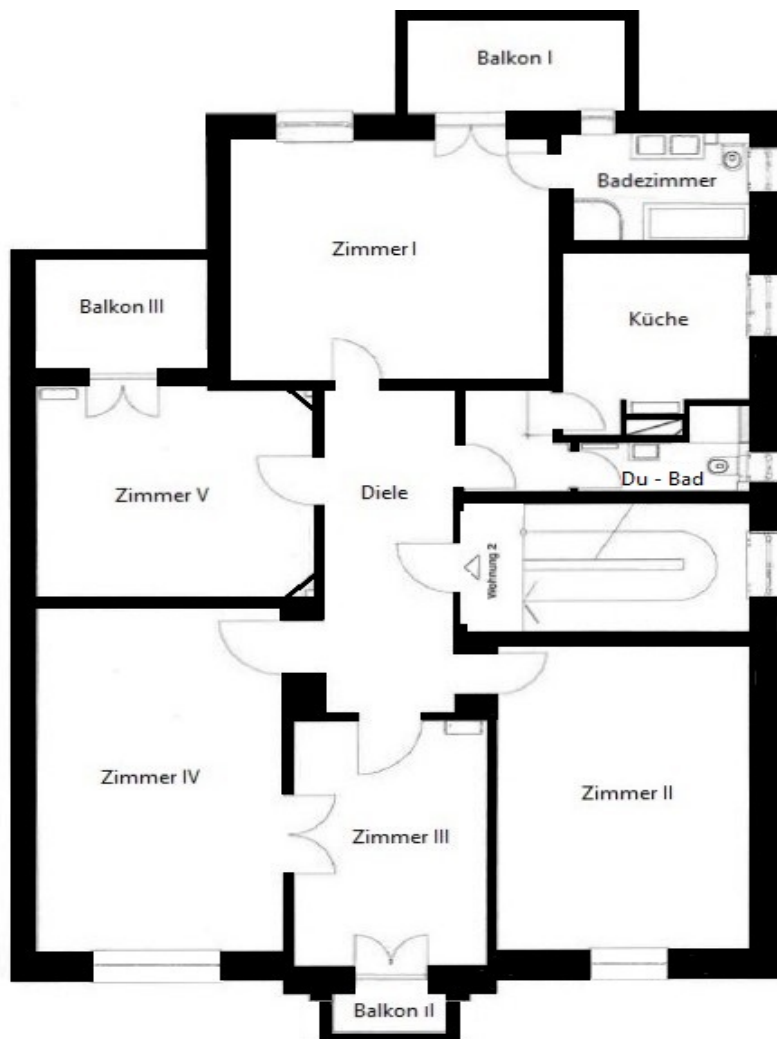 Balkon I
Badezimmer
Zimmer I
Balkon III
Küche
Zimmer V
Diele
Du - Bad
Wohnung 2
Zimmer IV
Zimmer II
Zimmer III
Balkon II